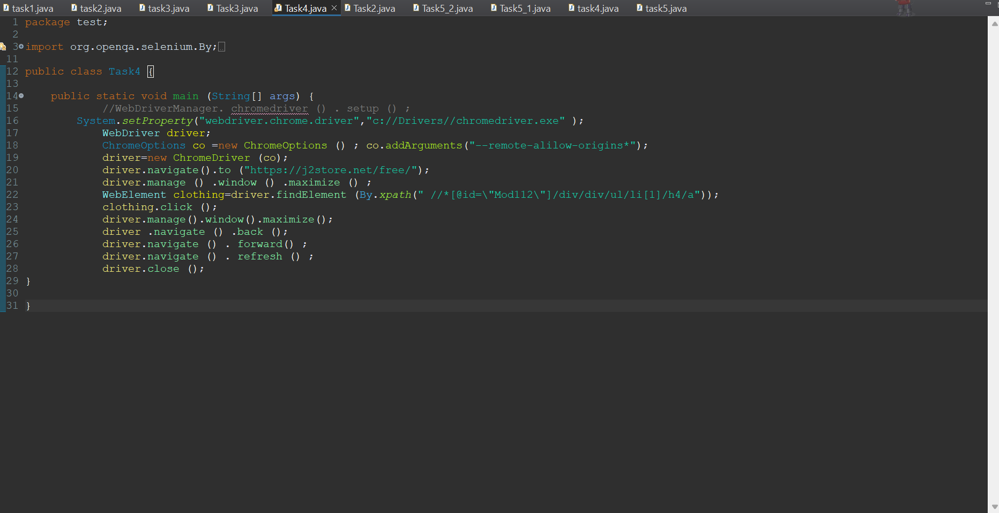 task1.java task2.java task3.java Task3.java Task4.java Task2.java Task5_2.java Task5_1.java task4.java task5.java
1 package test;
2
3 import org.openqa.selenium.By;
11
12 public class Task4 {
13
14 public static void main (String[] args) {
15 //WebDriverManager. chromedriver () . setup () ;
16 System.setProperty("webdriver.chrome.driver","c://Drivers//chromedriver.exe" );
17 WebDriver driver;
18 ChromeOptions co =new ChromeOptions () ; co.addArguments("--remote-alilow-origins*");
19 driver=new ChromeDriver (co);
20 driver.navigate().to ("https://j2store.net/free/");
21 driver.manage () .window () .maximize () ;
22 WebElement clothing=driver.findElement (By.xpath(" //*[@id=\"Mod112\"]/div/div/ul/li[1]/h4/a"));
23 clothing.click ();
24 driver.manage().window().maximize();
25 driver .navigate () .back ();
26 driver.navigate () . forward() ;
27 driver.navigate () . refresh () ;
28 driver.close ();
29 }
30
31 }